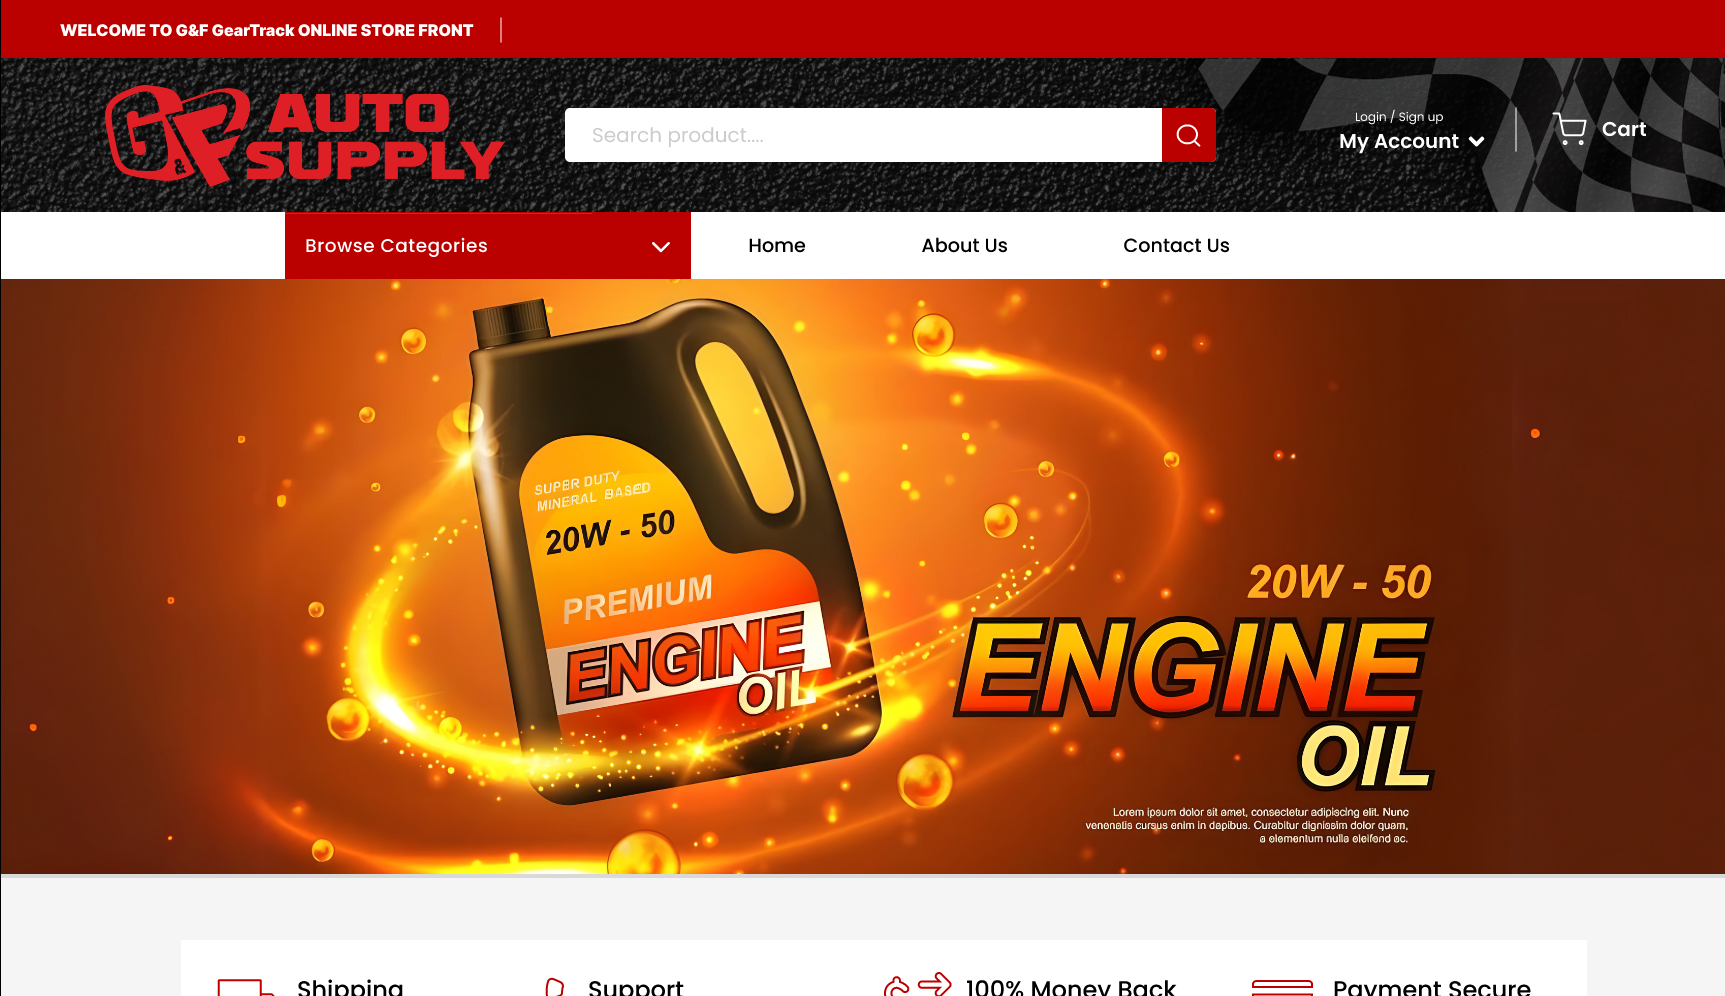 WELCOME TO G&F GearTrack ONLINE STORE FRONT
G&F AUTO
SUPPLY
Search product....
Login / Sign up
My Account
Cart
Browse Categories
Home
About Us
Contact Us
SUPER DUTY
MINERAL BASED
20W - 50
PREMIUM
ENGINE
OIL
20W - 50
ENGINE
OIL
Lorem ipsum dolor sit amet, consectetur adipiscing elit. Nunc
venenatis cursus enim in dapibus. Curabitur dignissim dolor quam,
a elementum nulla eleifend ac.
Shipping
Support
100% Money Back
Payment Secure